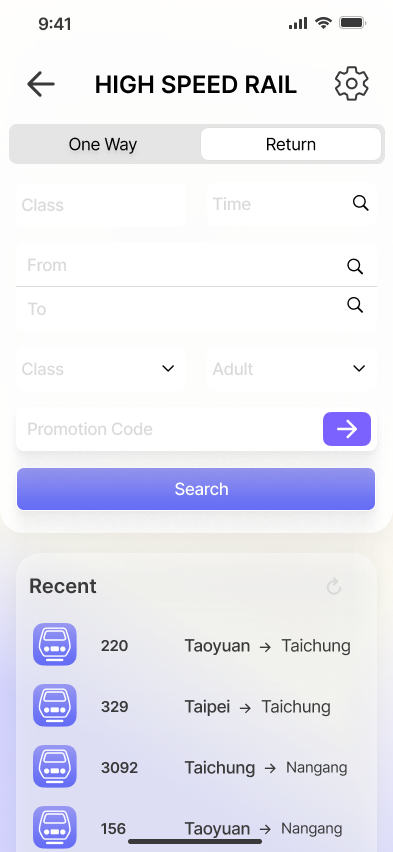 9:41
HIGH SPEED RAIL
One Way Return
Class Time
From
To
Class Adult
Promotion Code
Search
Recent
220 Taoyuan → Taichung
329 Taipei → Taichung
3092 Taichung → Nangang
156 Taoyuan → Nangang